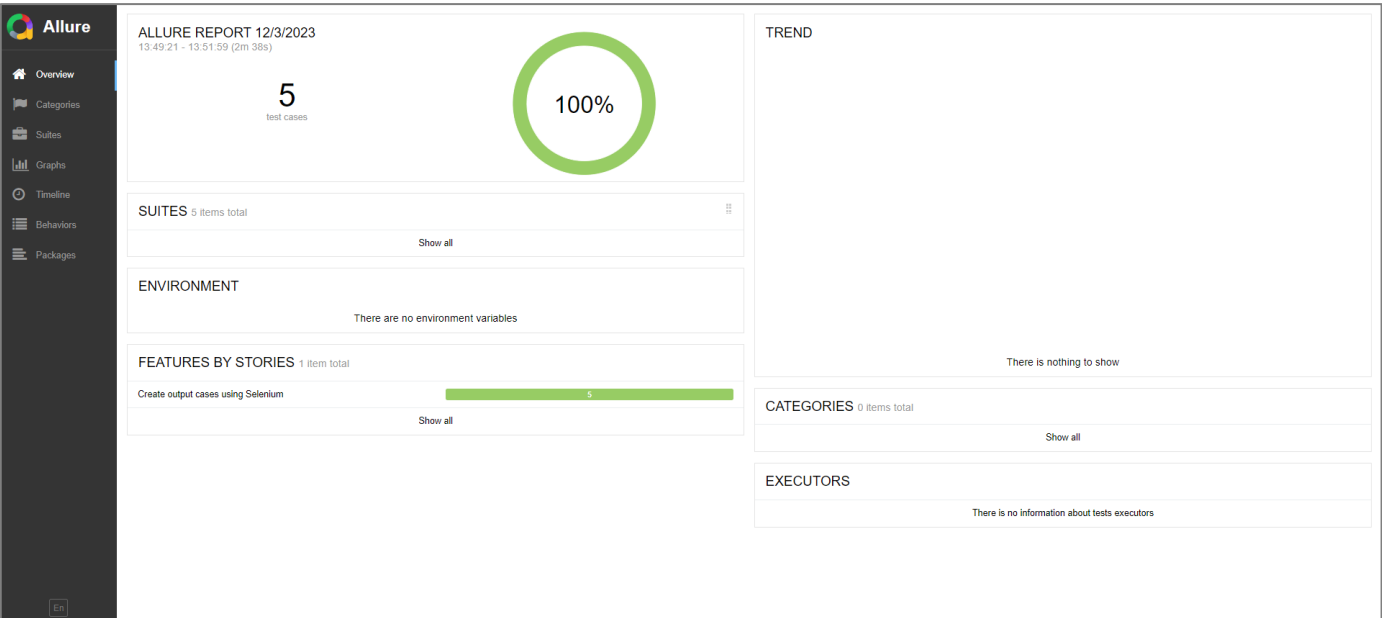 Allure
Overview
Categories
Suites
Graphs
Timeline
Behaviors
Packages
En
ALLURE REPORT 12/3/2023
13:49:21 - 13:51:59 (2m 38s)
5
test cases
100%
SUITES 5 items total
Show all
ENVIRONMENT
There are no environment variables
FEATURES BY STORIES 1 item total
Create output cases using Selenium 5
Show all
TREND
There is nothing to show
CATEGORIES 0 items total
Show all
EXECUTORS
There is no information about tests executors